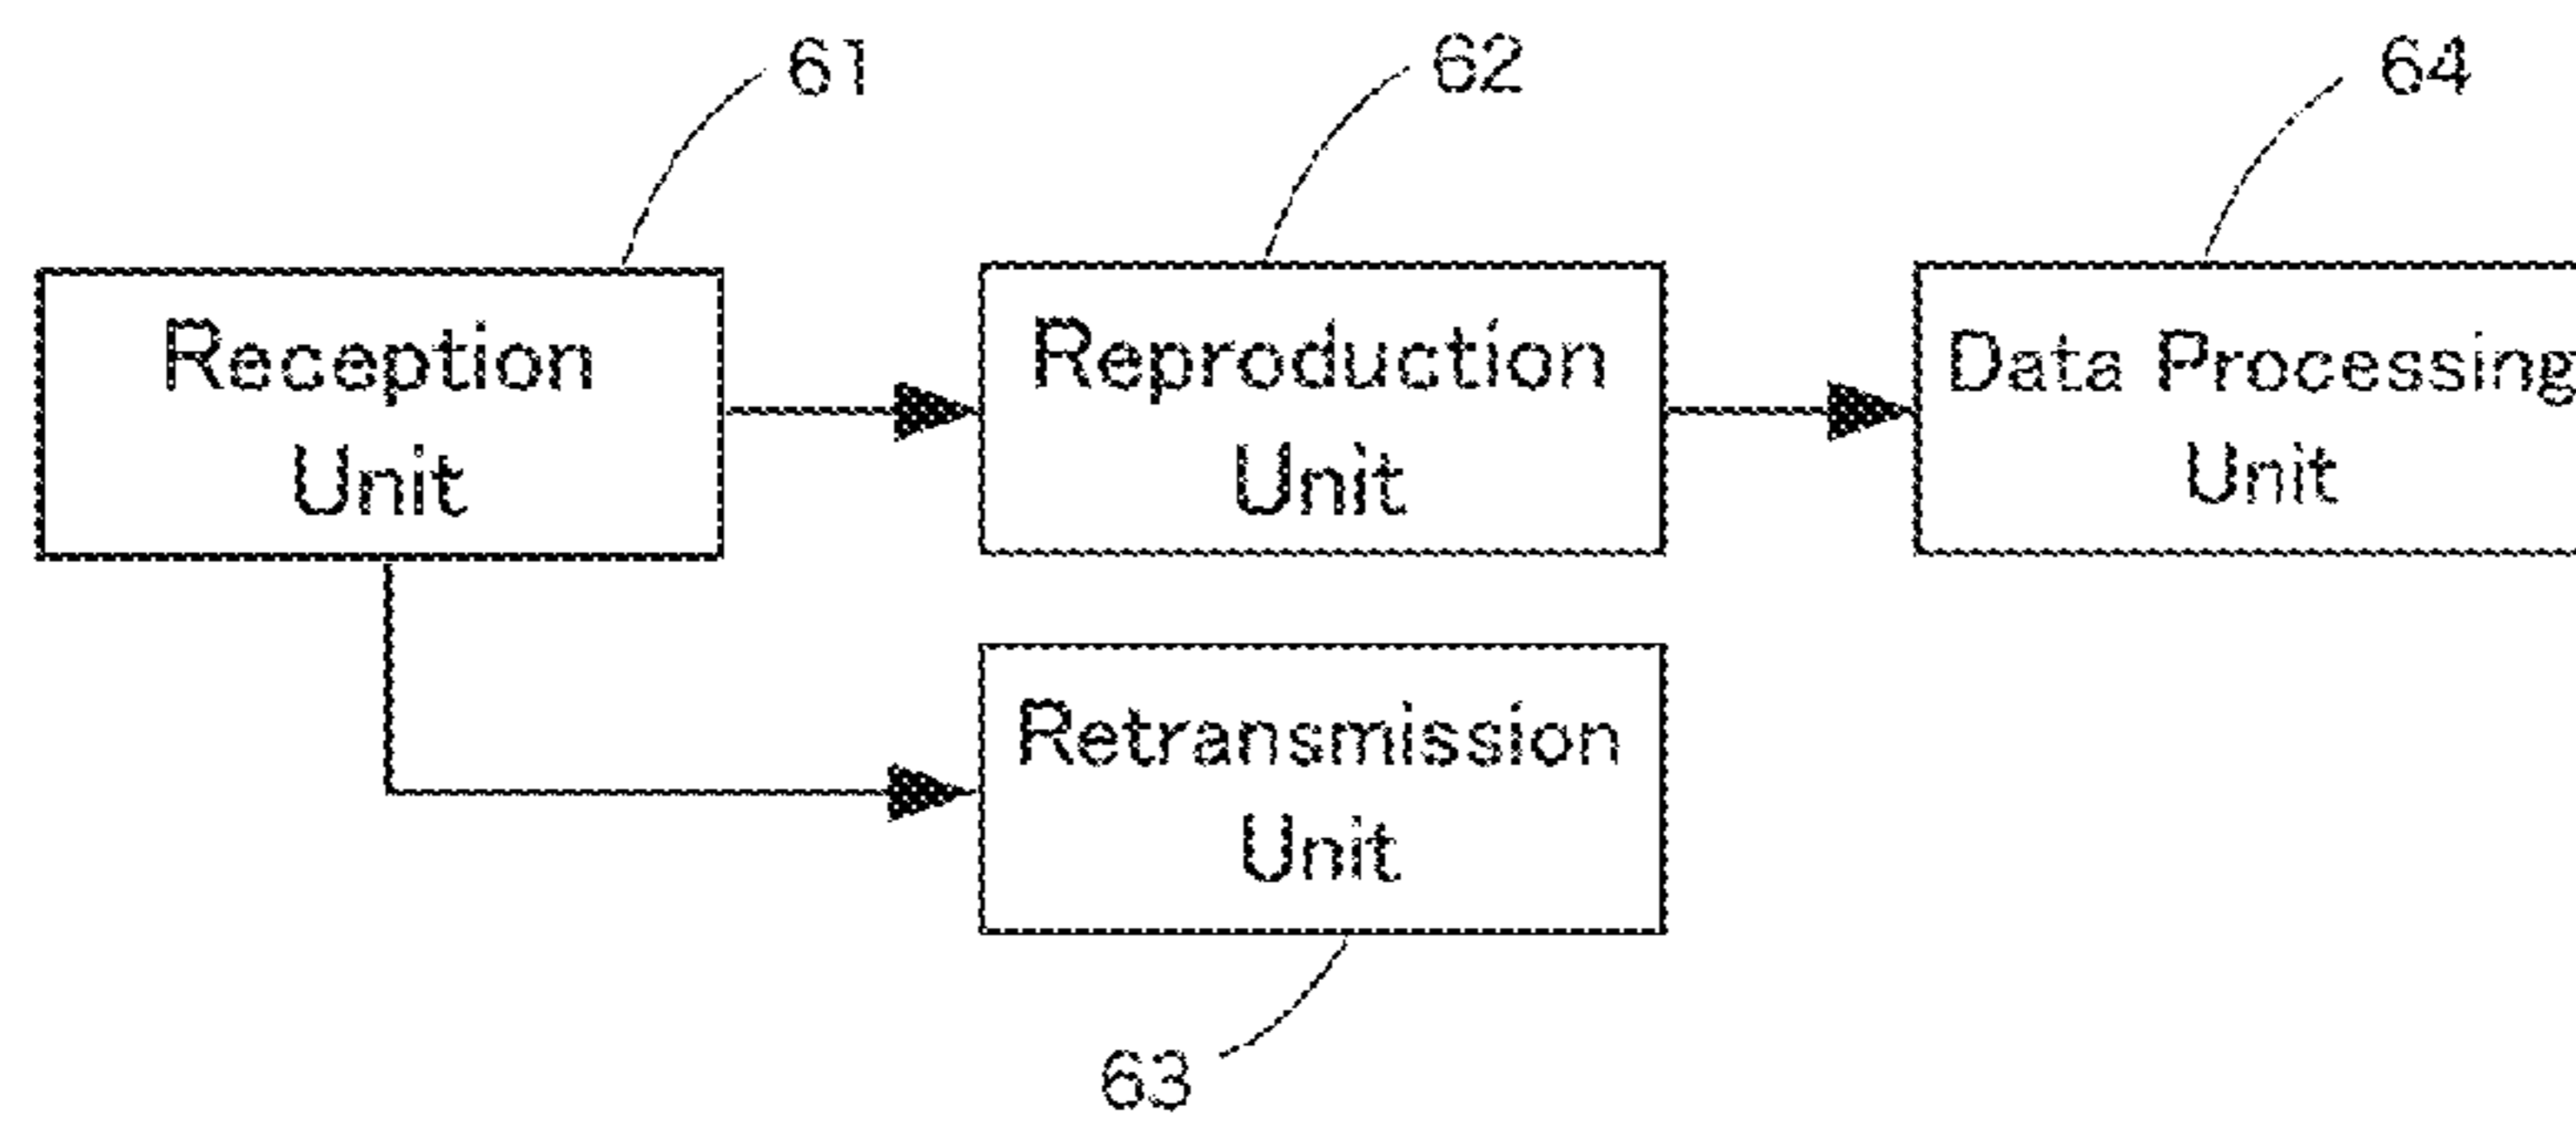 61
62
64
Reception
Unit
Reproduction
Unit
Data Processing
Unit
Retransmission
Unit
63